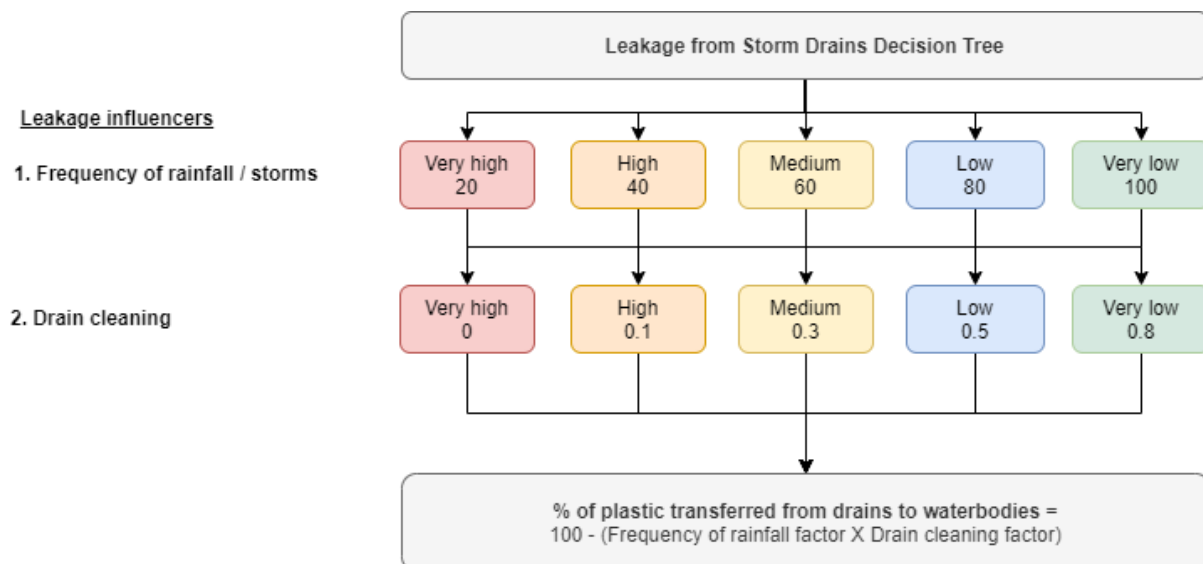 Leakage from Storm Drains Decision Tree
Leakage influencers
1. Frequency of rainfall / storms
Very high
20
High
40
Medium
60
Low
80
Very low
100
2. Drain cleaning
Very high
0
High
0.1
Medium
0.3
Low
0.5
Very low
0.8
% of plastic transferred from drains to waterbodies =
100 - (Frequency of rainfall factor X Drain cleaning factor)